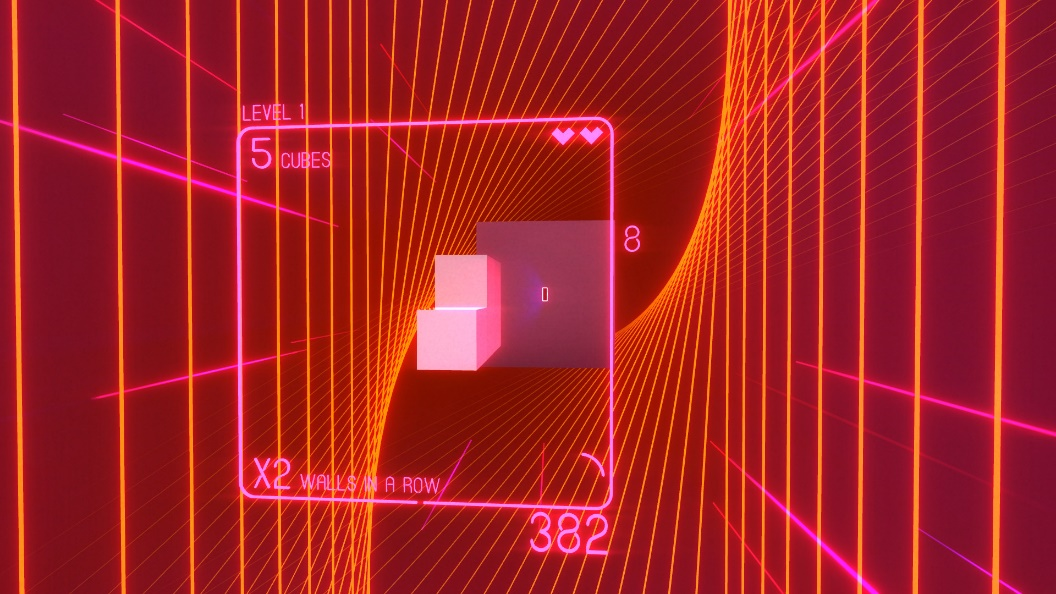 LEVEL 1
5 CUBES
8
X2 WALLS IN A ROW
382